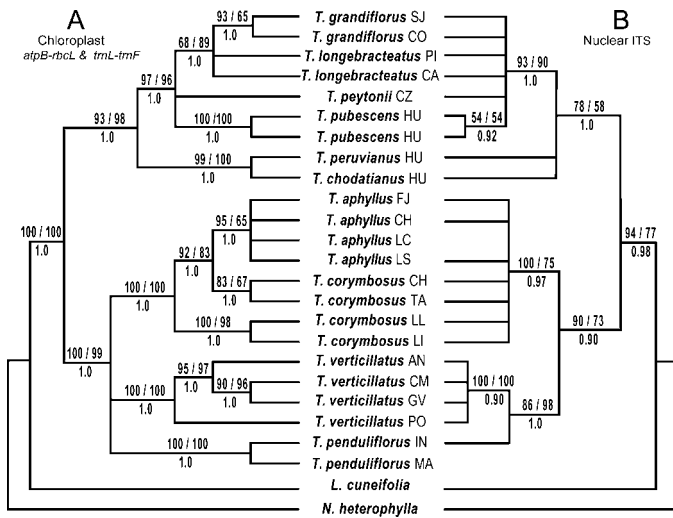 A
B
Chloroplast
atpB-rbcL & trnL-trnF
Nuclear ITS
T. grandiflorus SJ
T. grandiflorus CO
T. longebracteatus PI
T. longebracteatus CA
T. peytonii CZ
T. pubescens HU
T. pubescens HU
T. peruvianus HU
T. chodatianus HU
T. aphyllus FJ
T. aphyllus CH
T. aphyllus LC
T. aphyllus LS
T. corymbosus CH
T. corymbosus TA
T. corymbosus LL
T. corymbosus LI
T. verticillatus AN
T. verticillatus CM
T. verticillatus GV
T. verticillatus PO
T. penduliflorus IN
T. penduliflorus MA
L. cuneifolia
N. heterophylla
93 / 65
1.0
68 / 89
1.0
97 / 96
1.0
93 / 98
1.0
100 /100
1.0
99 / 100
1.0
100 / 100
1.0
95 / 65
1.0
92 / 83
1.0
83 / 67
1.0
100 / 100
1.0
100 / 98
1.0
100 / 99
1.0
95 / 97
1.0
90 / 96
1.0
100 / 100
1.0
100 / 100
1.0
93 / 90
1.0
54 / 54
0.92
78 / 58
1.0
94 / 77
0.98
100 / 75
0.97
90 / 73
0.90
100 / 100
0.90
86 / 98
1.0